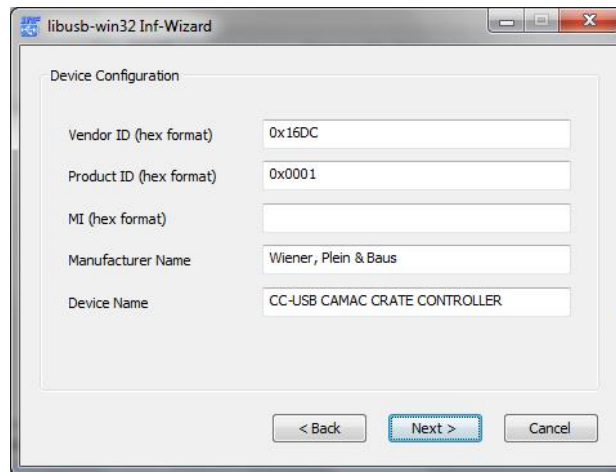 libusb-win32 Inf-Wizard
Device Configuration
Vendor ID (hex format) 0x16DC
Product ID (hex format) 0x0001
MI (hex format)
Manufacturer Name Wiener, Plein & Baus
Device Name CC-USB CAMAC CRATE CONTROLLER
< Back Next > Cancel